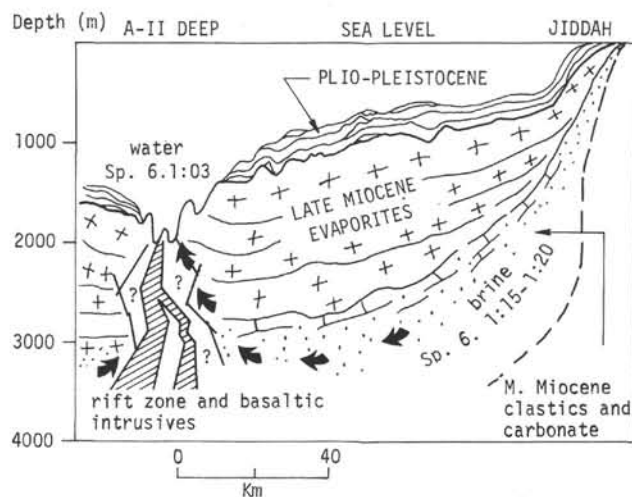 Depth (m) A-II DEEP SEA LEVEL JIDDAH
PLIO-PLEISTOCENE
1000
water
Sp. 6.1:03
LATE MIOCENE
EVAPORITES
2000
? ?
brine
Sp. 6. 1:15-1:20
3000
?
rift zone and basaltic
intrusives
M. Miocene
clastics and
carbonate
4000
0 40
Km